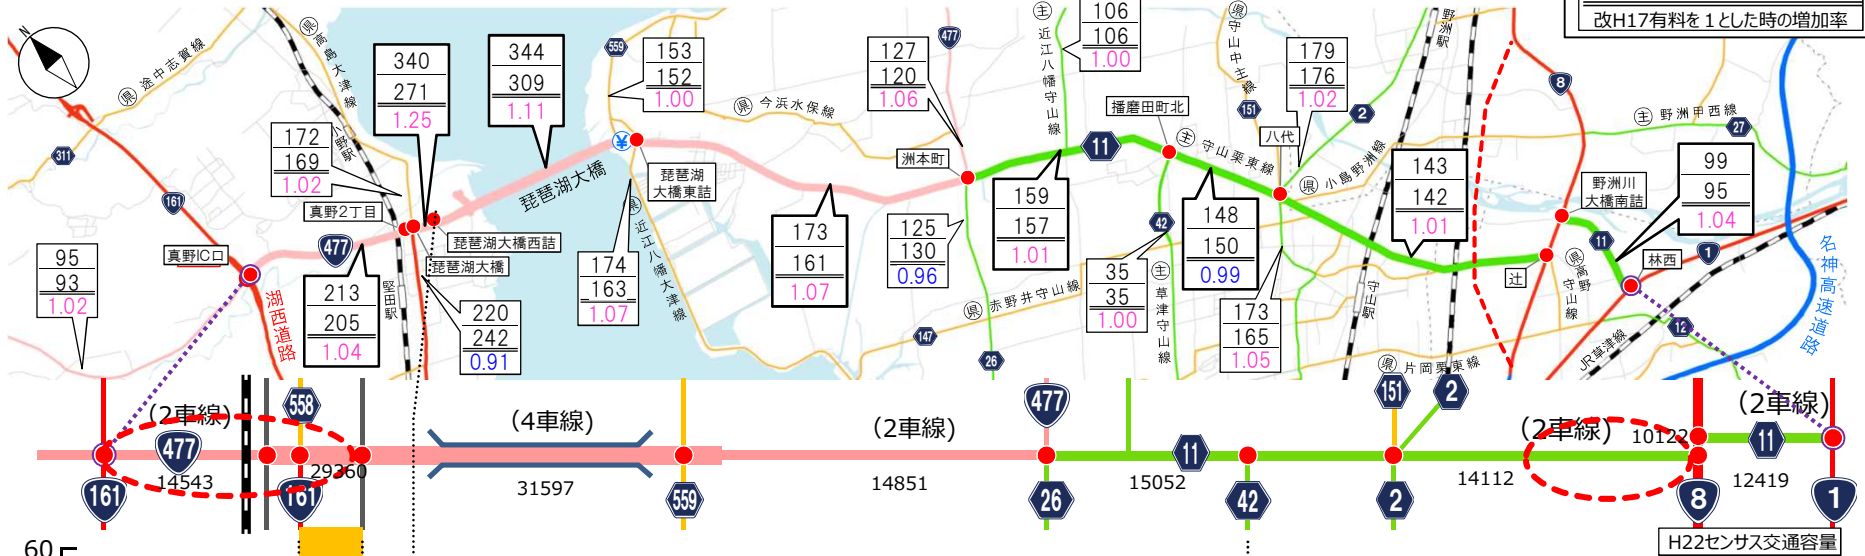 改H17有料を１とした時の増加率
N
県 途中志賀線
県 高島大津線
小野駅
340
271
1.25
344
309
1.11
559
153
152
1.00
127
120
1.06
477
主 近江八幡守山線
106
106
1.00
県 守山中主線
151
179
176
1.02
2
野洲駅
8
主 野洲甲西線
27
県 今浜水保線
播磨田町北
八代
311
172
169
1.02
真野2丁目
¥
琵琶湖大橋
琵琶湖
大橋東詰
洲本町
11
主 守山栗東線
県 小島野洲線
143
142
1.01
野洲川
大橋南詰
99
95
1.04
161
真野IC口
477
琵琶湖大橋西詰
琵琶湖大橋
県 近江八幡大津線
173
161
1.07
159
157
1.01
125
130
0.96
42
148
150
0.99
11
林西
1
名神高速道路
95
93
1.02
湖西道路
213
205
1.04
堅田駅
220
242
0.91
174
163
1.07
県 赤野井守山線
147
26
35
35
1.00
主 草津守山線
173
165
1.05
守山駅
辻
県 高野守山線
12
JR草津線
県 片岡栗東線
(2車線)
558
(4車線)
(2車線)
477
151
2
(2車線)
(2車線)
477
14543
29360
31597
14851
15052
11
14112
10122
11
12419
161
161
559
26
42
2
8
1
H22センサス交通容量
60